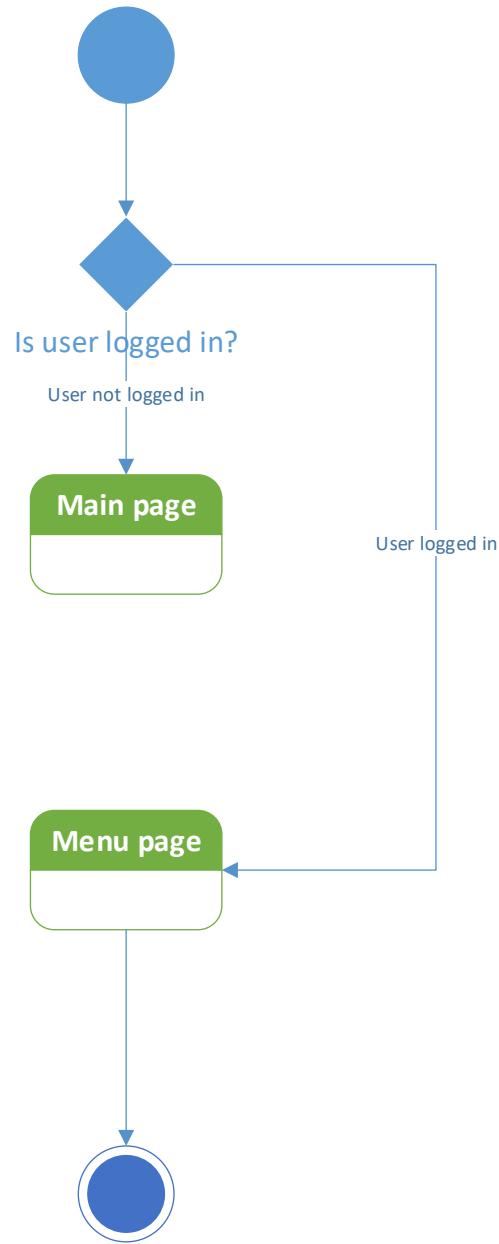 Is user logged in?
User not logged in
Main page
User logged in
Menu page